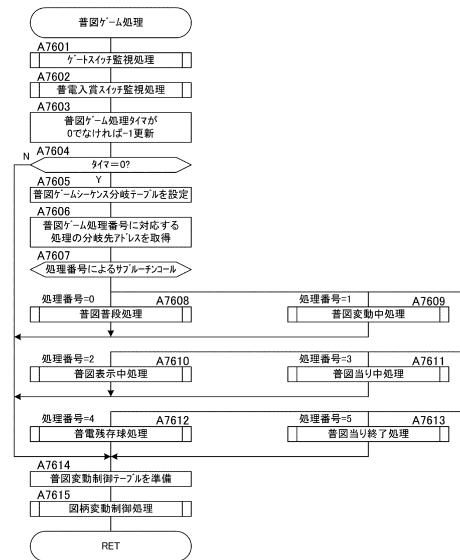 普図ゲーム処理
A7601
ゲートスイッチ監視処理
A7602
普電入賞スイッチ監視処理
A7603
普図ゲーム処理タイマが
0でなければ-1更新
A7604
N
タイマ=0?
Y
A7605
普図ゲームシーケンス分岐テーブルを設定
A7606
普図ゲーム処理番号に対応する
処理の分岐先アドレスを取得
A7607
処理番号によるサブルーチンコール
処理番号=0 A7608
普図普段処理
処理番号=1 A7609
普図変動中処理
処理番号=2 A7610
普図表示中処理
処理番号=3 A7611
普図当り中処理
処理番号=4 A7612
普電残存球処理
処理番号=5 A7613
普図当り終了処理
A7614
普図変動制御テーブルを準備
A7615
図柄変動制御処理
RET